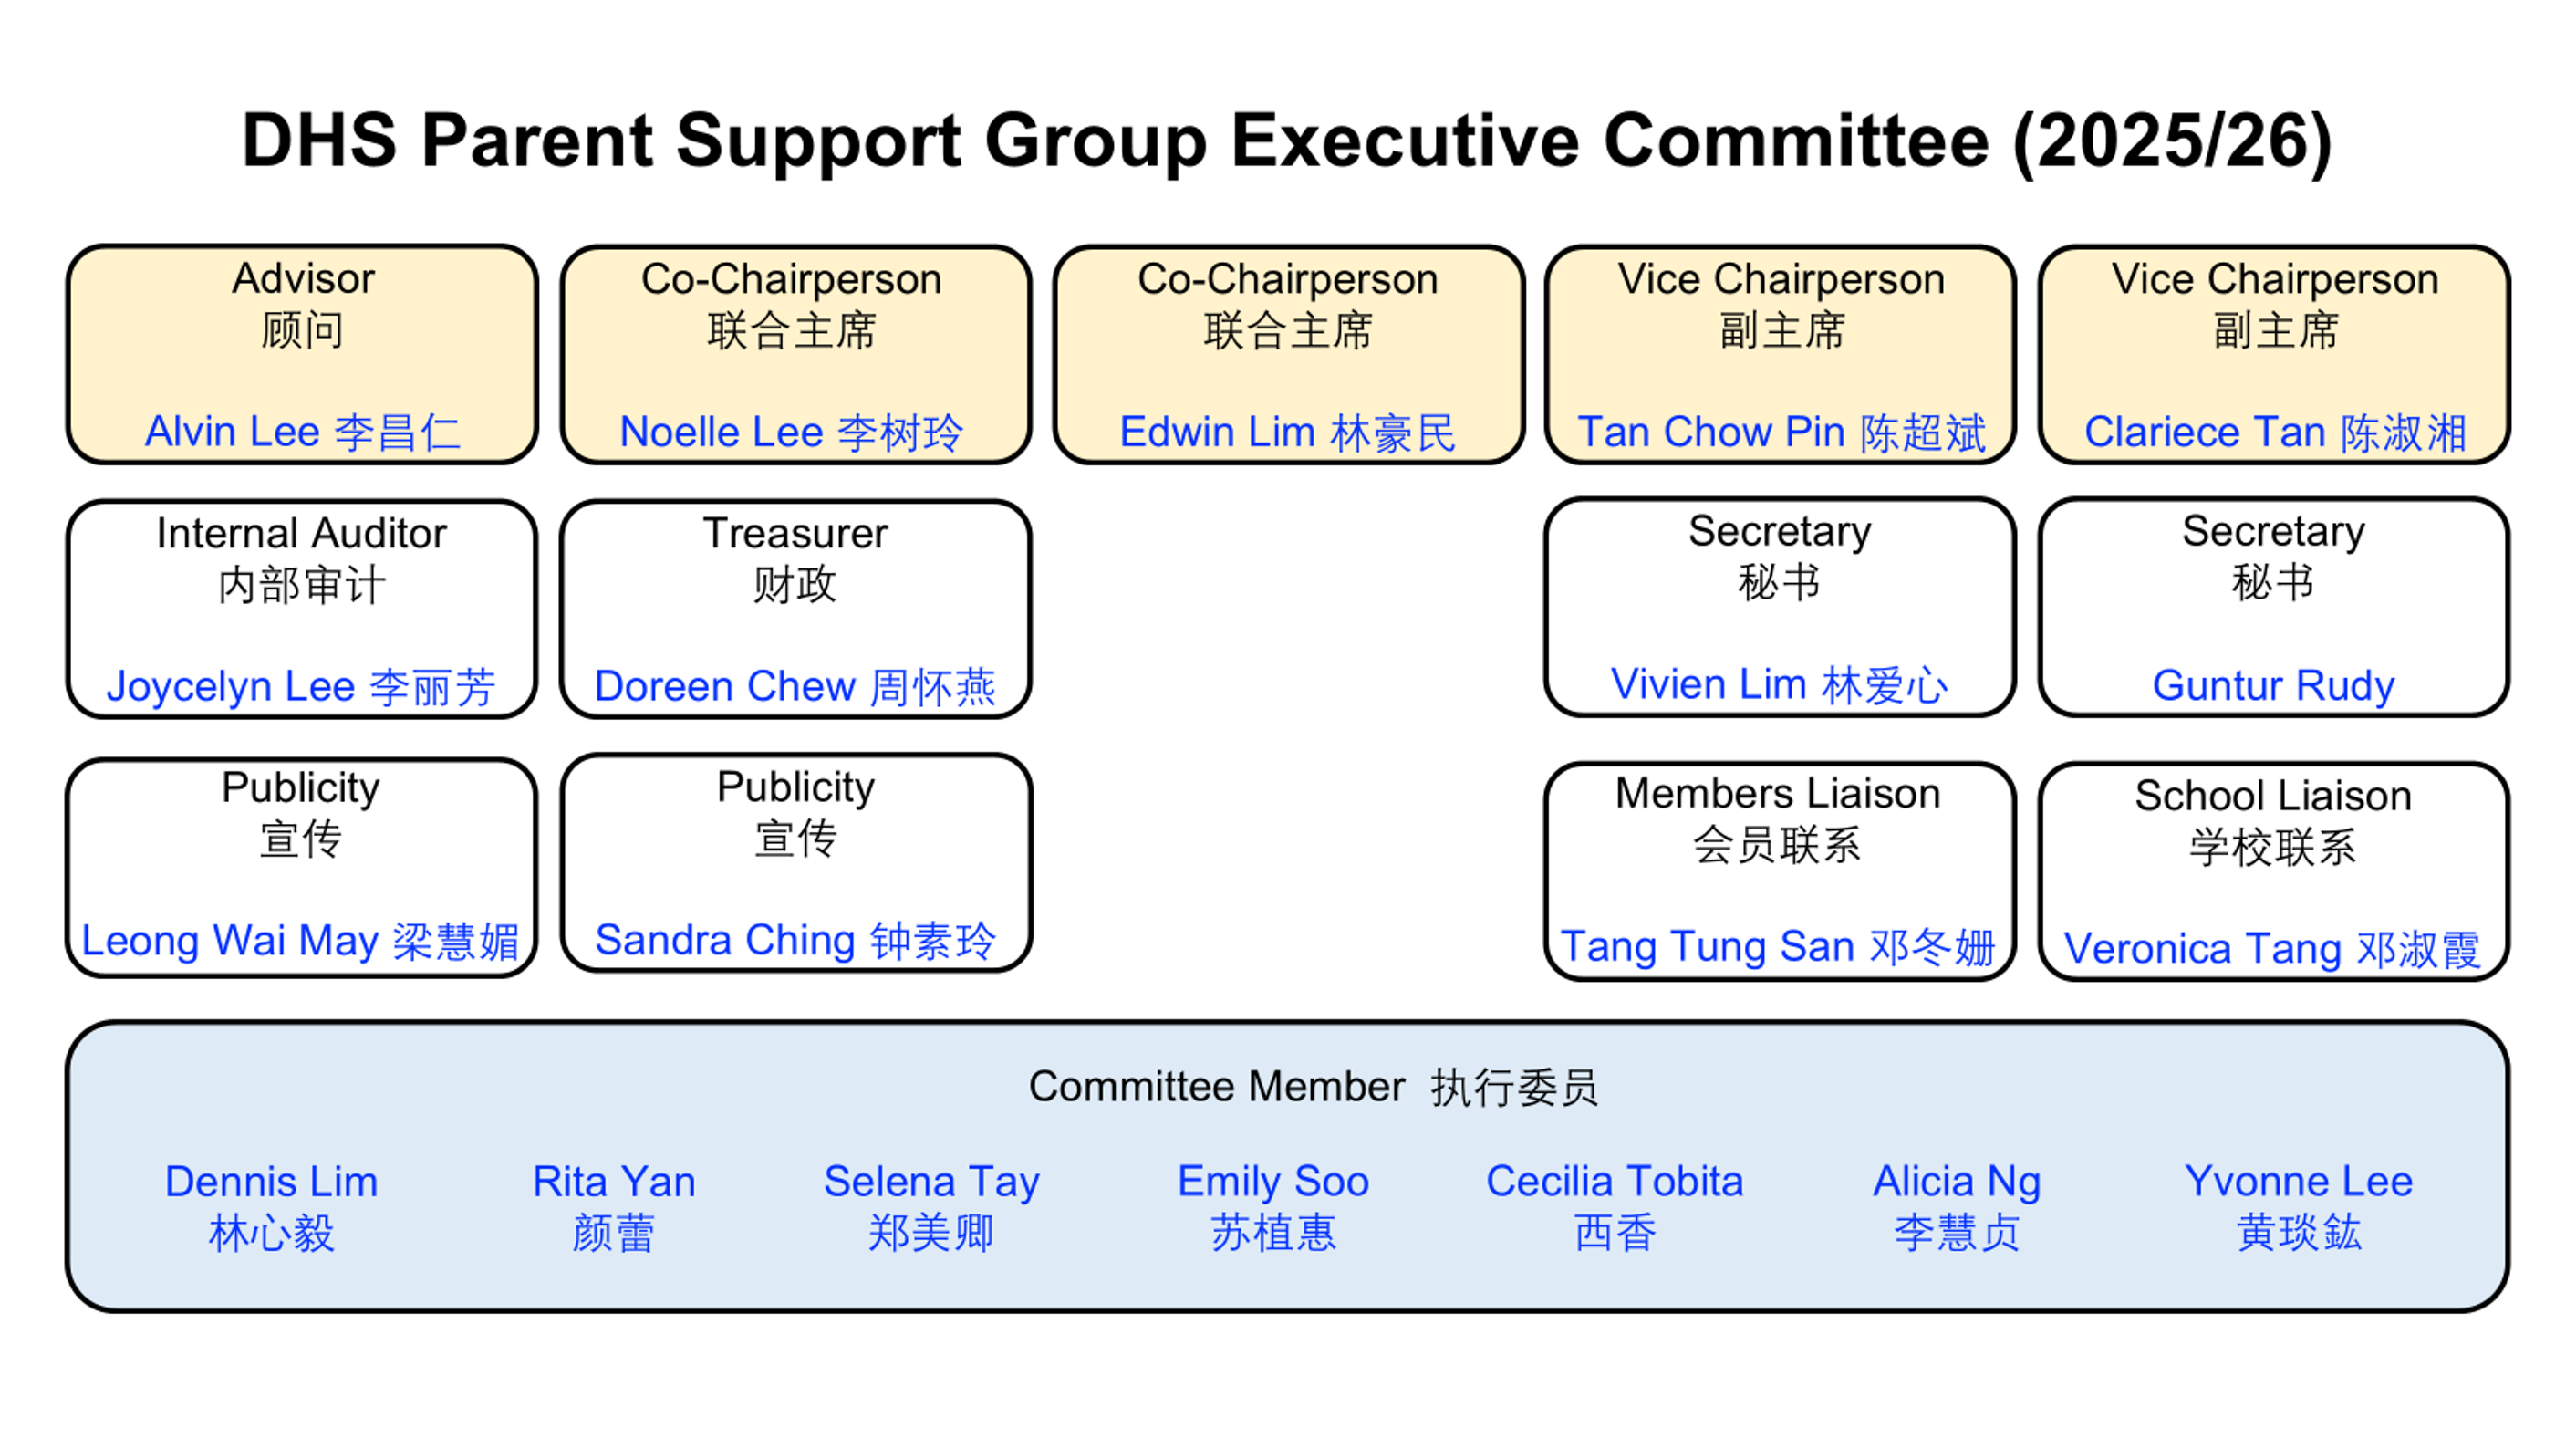 DHS Parent Support Group Executive Committee (2025/26)
Advisor
顾问
Alvin Lee 李昌仁
Co-Chairperson
联合主席
Noelle Lee 李树玲
Co-Chairperson
联合主席
Edwin Lim 林豪民
Vice Chairperson
副主席
Tan Chow Pin 陈超斌
Vice Chairperson
副主席
Clariece Tan 陈淑湘
Internal Auditor
内部审计
Joycelyn Lee 李丽芳
Treasurer
财政
Doreen Chew 周怀燕
Secretary
秘书
Vivien Lim 林爱心
Secretary
秘书
Guntur Rudy
Publicity
宣传
Leong Wai May 梁慧媚
Publicity
宣传
Sandra Ching 钟素玲
Members Liaison
会员联系
Tang Tung San 邓冬姗
School Liaison
学校联系
Veronica Tang 邓淑霞
Committee Member 执行委员
Dennis Lim
林心毅
Rita Yan
颜蕾
Selena Tay
郑美卿
Emily Soo
苏植惠
Cecilia Tobita
西香
Alicia Ng
李慧贞
Yvonne Lee
黄琰鈜